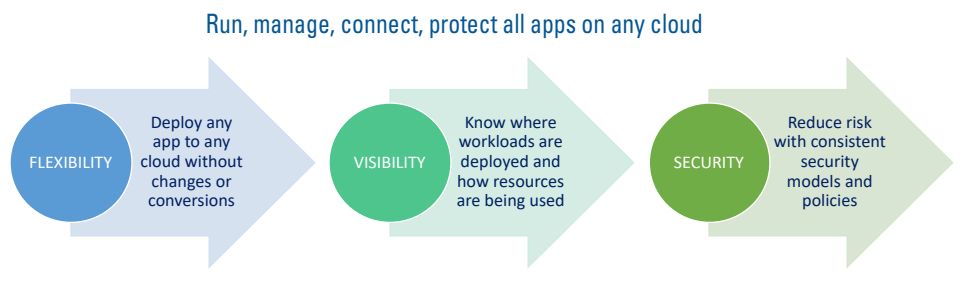 Run, manage, connect, protect all apps on any cloud
FLEXIBILITY
Deploy any
app to any
cloud without
changes or
conversions
VISIBILITY
Know where
workloads are
deployed and
how resources
are being used
SECURITY
Reduce risk
with consistent
security
models and
policies